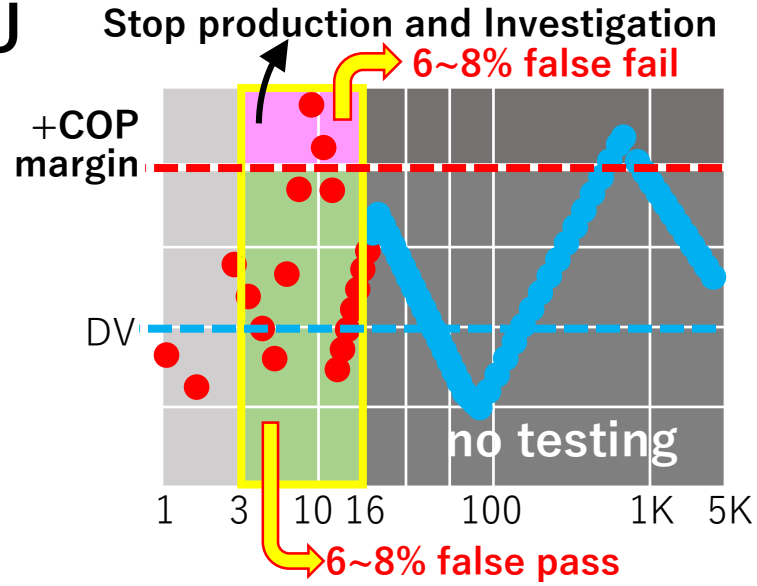 Stop production and Investigation
6~8% false fail
+COP
margin
DV
no testing
1 3 10 16 100 1K 5K
6~8% false pass